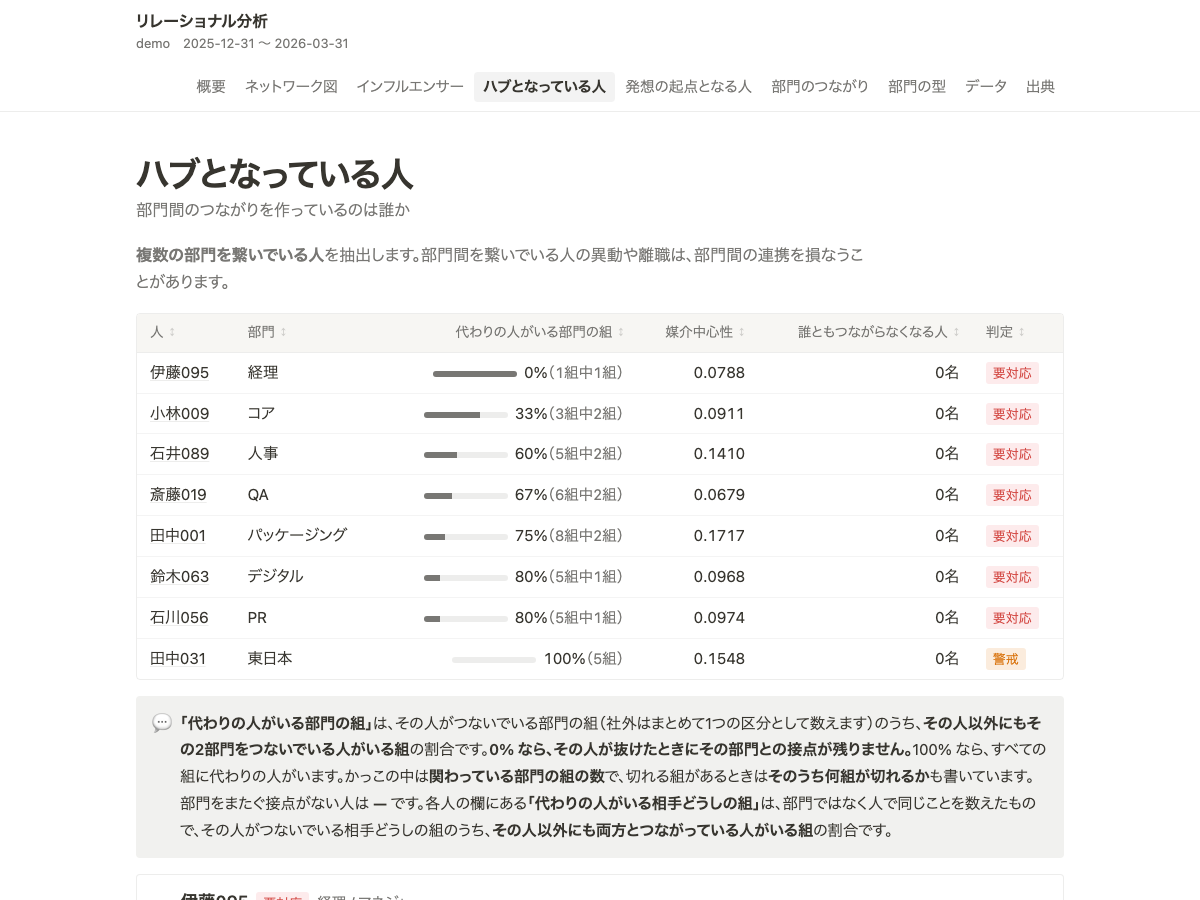 リレーショナル分析
demo 2025-12-31 〜 2026-03-31
概要 ネットワーク図 インフルエンサー ハブとなっている人 発想の起点となる人 部門のつながり 部門の型 データ 出典
ハブとなっている人
部門間のつながりを作っているのは誰か
複数の部門を繋いでいる人を抽出します。部門間を繋いでいる人の異動や離職は、部門間の連携を損なうこ
とがあります。
人 ↕ 部門 ↕ 代わりの人がいる部門の組 ↕ 媒介中心性 ↕ 誰ともつながらなくなる人 ↕ 判定 ↕
伊藤095 経理 0%(1組中1組) 0.0788 0名 要対応
小林009 コア 33%(3組中2組) 0.0911 0名 要対応
石井089 人事 60%(5組中2組) 0.1410 0名 要対応
斎藤019 QA 67%(6組中2組) 0.0679 0名 要対応
田中001 パッケージング 75%(8組中2組) 0.1717 0名 要対応
鈴木063 デジタル 80%(5組中1組) 0.0968 0名 要対応
石川056 PR 80%(5組中1組) 0.0974 0名 要対応
田中031 東日本 100%(5組) 0.1548 0名 警戒
「代わりの人がいる部門の組」は、その人がつないでいる部門の組（社外はまとめて1つの区分として数えます）のうち、その人以外にもそ
の2部門をつないでいる人がいる組の割合です。0% なら、その人が抜けたときにその部門との接点が残りません。100% なら、すべての
組に代わりの人がいます。かっこの中は関わっている部門の組の数で、切れる組があるときはそのうち何組が切れるかも書いています。
部門をまたぐ接点がない人は — です。各人の欄にある「代わりの人がいる相手どうしの組」は、部門ではなく人で同じことを数えたもの
で、その人がつないでいる相手どうしの組のうち、その人以外にも両方とつながっている人がいる組の割合です。
伊藤095 要対応